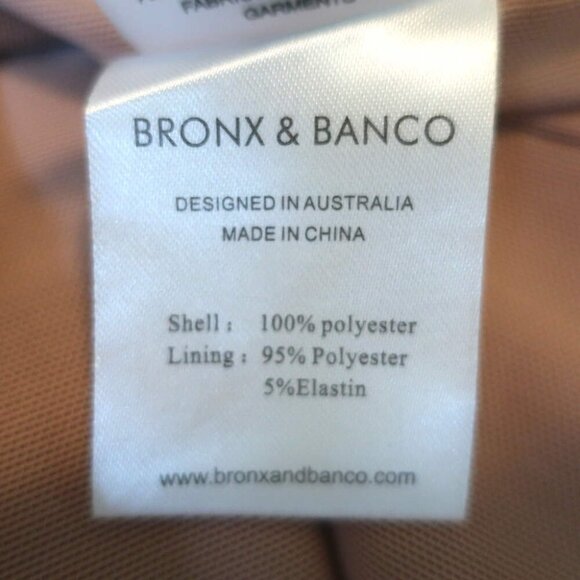 GARMENTS
BRONX & BANCO
DESIGNED IN AUSTRALIA
MADE IN CHINA
Shell : 100% polyester
Lining : 95% Polyester
5%Elastin
www.bronxandbanco.com